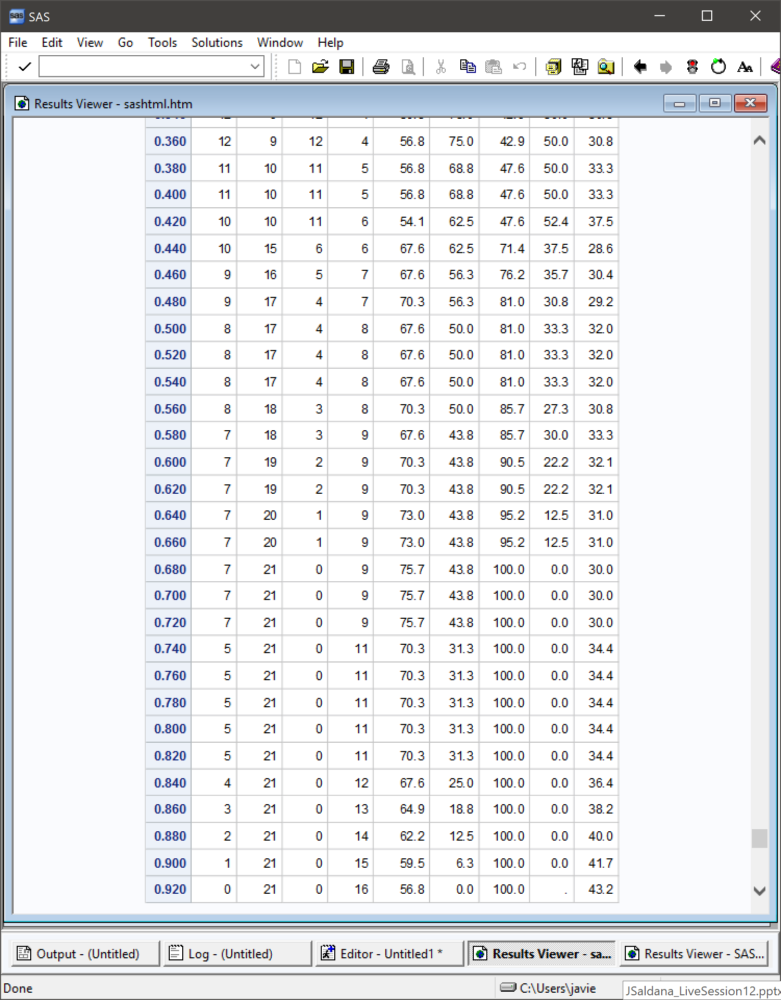 SAS
File Edit View Go Tools Solutions Window Help
Results Viewer - sashtml.htm
0.360 12 9 12 4 56.8 75.0 42.9 50.0 30.8
0.380 11 10 11 5 56.8 68.8 47.6 50.0 33.3
0.400 11 10 11 5 56.8 68.8 47.6 50.0 33.3
0.420 10 10 11 6 54.1 62.5 47.6 52.4 37.5
0.440 10 15 6 6 67.6 62.5 71.4 37.5 28.6
0.460 9 16 5 7 67.6 56.3 76.2 35.7 30.4
0.480 9 17 4 7 70.3 56.3 81.0 30.8 29.2
0.500 8 17 4 8 67.6 50.0 81.0 33.3 32.0
0.520 8 17 4 8 67.6 50.0 81.0 33.3 32.0
0.540 8 17 4 8 67.6 50.0 81.0 33.3 32.0
0.560 8 18 3 8 70.3 50.0 85.7 27.3 30.8
0.580 7 18 3 9 67.6 43.8 85.7 30.0 33.3
0.600 7 19 2 9 70.3 43.8 90.5 22.2 32.1
0.620 7 19 2 9 70.3 43.8 90.5 22.2 32.1
0.640 7 20 1 9 73.0 43.8 95.2 12.5 31.0
0.660 7 20 1 9 73.0 43.8 95.2 12.5 31.0
0.680 7 21 0 9 75.7 43.8 100.0 0.0 30.0
0.700 7 21 0 9 75.7 43.8 100.0 0.0 30.0
0.720 7 21 0 9 75.7 43.8 100.0 0.0 30.0
0.740 5 21 0 11 70.3 31.3 100.0 0.0 34.4
0.760 5 21 0 11 70.3 31.3 100.0 0.0 34.4
0.780 5 21 0 11 70.3 31.3 100.0 0.0 34.4
0.800 5 21 0 11 70.3 31.3 100.0 0.0 34.4
0.820 5 21 0 11 70.3 31.3 100.0 0.0 34.4
0.840 4 21 0 12 67.6 25.0 100.0 0.0 36.4
0.860 3 21 0 13 64.9 18.8 100.0 0.0 38.2
0.880 2 21 0 14 62.2 12.5 100.0 0.0 40.0
0.900 1 21 0 15 59.5 6.3 100.0 0.0 41.7
0.920 0 21 0 16 56.8 0.0 100.0 . 43.2
Output - (Untitled) Log - (Untitled) Editor - Untitled1 * Results Viewer - sa... Results Viewer - SAS...
Done C:\Users\javie JSaldana_LiveSession12.pptx